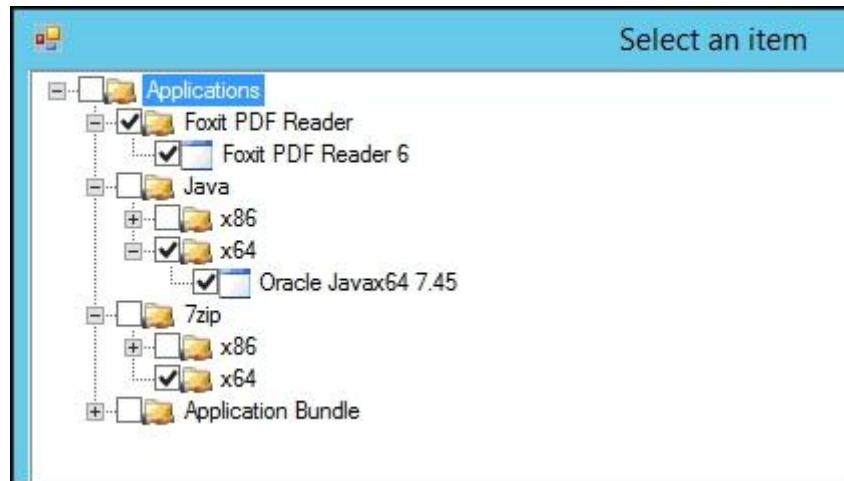 Select an item
Applications
Foxit PDF Reader
Foxit PDF Reader 6
Java
x86
x64
Oracle Javax64 7.45
7zip
x86
x64
Application Bundle